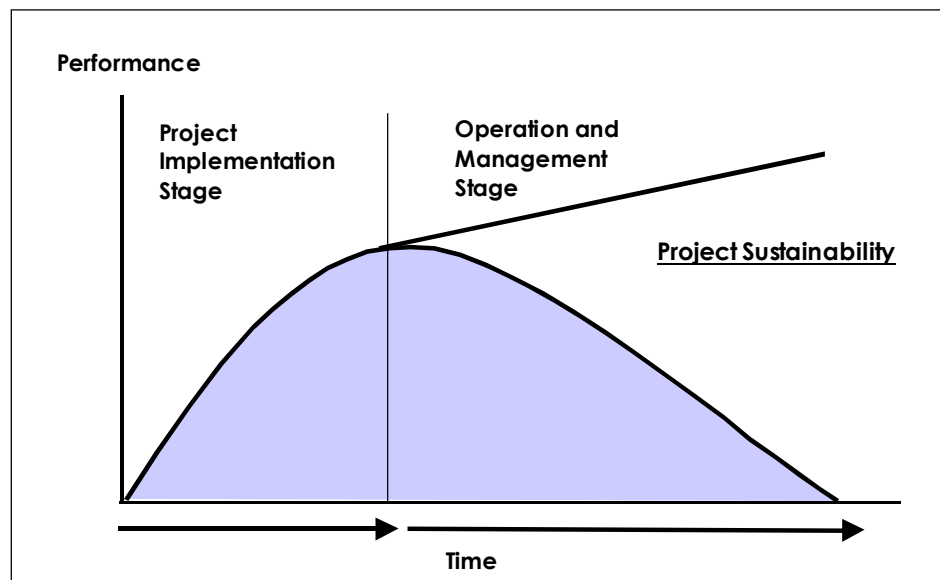 Performance
Project
Implementation
Stage
Operation and
Management
Stage
Project Sustainability
Time